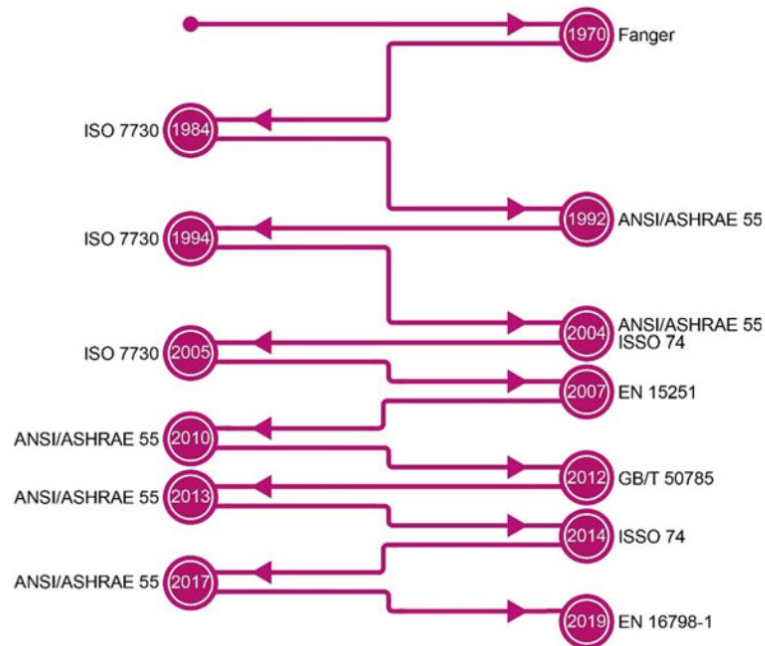 1970 Fanger
ISO 7730 1984
1992 ANSI/ASHRAE 55
ISO 7730 1994
2004 ANSI/ASHRAE 55
ISSO 74
ISO 7730 2005
2007 EN 15251
ANSI/ASHRAE 55 2010
2012 GB/T 50785
ANSI/ASHRAE 55 2013
2014 ISSO 74
ANSI/ASHRAE 55 2017
2019 EN 16798-1